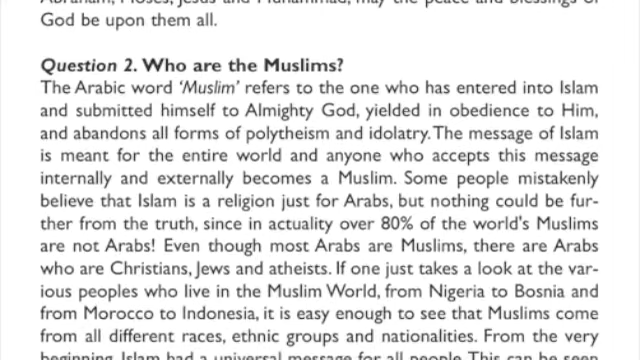 Abraham, Moses, Jesus and Muhammad, may the peace and blessings of
God be upon them all.
Question 2. Who are the Muslims?
The Arabic word ‘Muslim’ refers to the one who has entered into Islam
and submitted himself to Almighty God, yielded in obedience to Him,
and abandons all forms of polytheism and idolatry. The message of Islam
is meant for the entire world and anyone who accepts this message
internally and externally becomes a Muslim. Some people mistakenly
believe that Islam is a religion just for Arabs, but nothing could be fur-
ther from the truth, since in actuality over 80% of the world's Muslims
are not Arabs! Even though most Arabs are Muslims, there are Arabs
who are Christians, Jews and atheists. If one just takes a look at the var-
ious peoples who live in the Muslim World, from Nigeria to Bosnia and
from Morocco to Indonesia, it is easy enough to see that Muslims come
from all different races, ethnic groups and nationalities. From the very
beginning, Islam had a universal message for all people. This can be seen